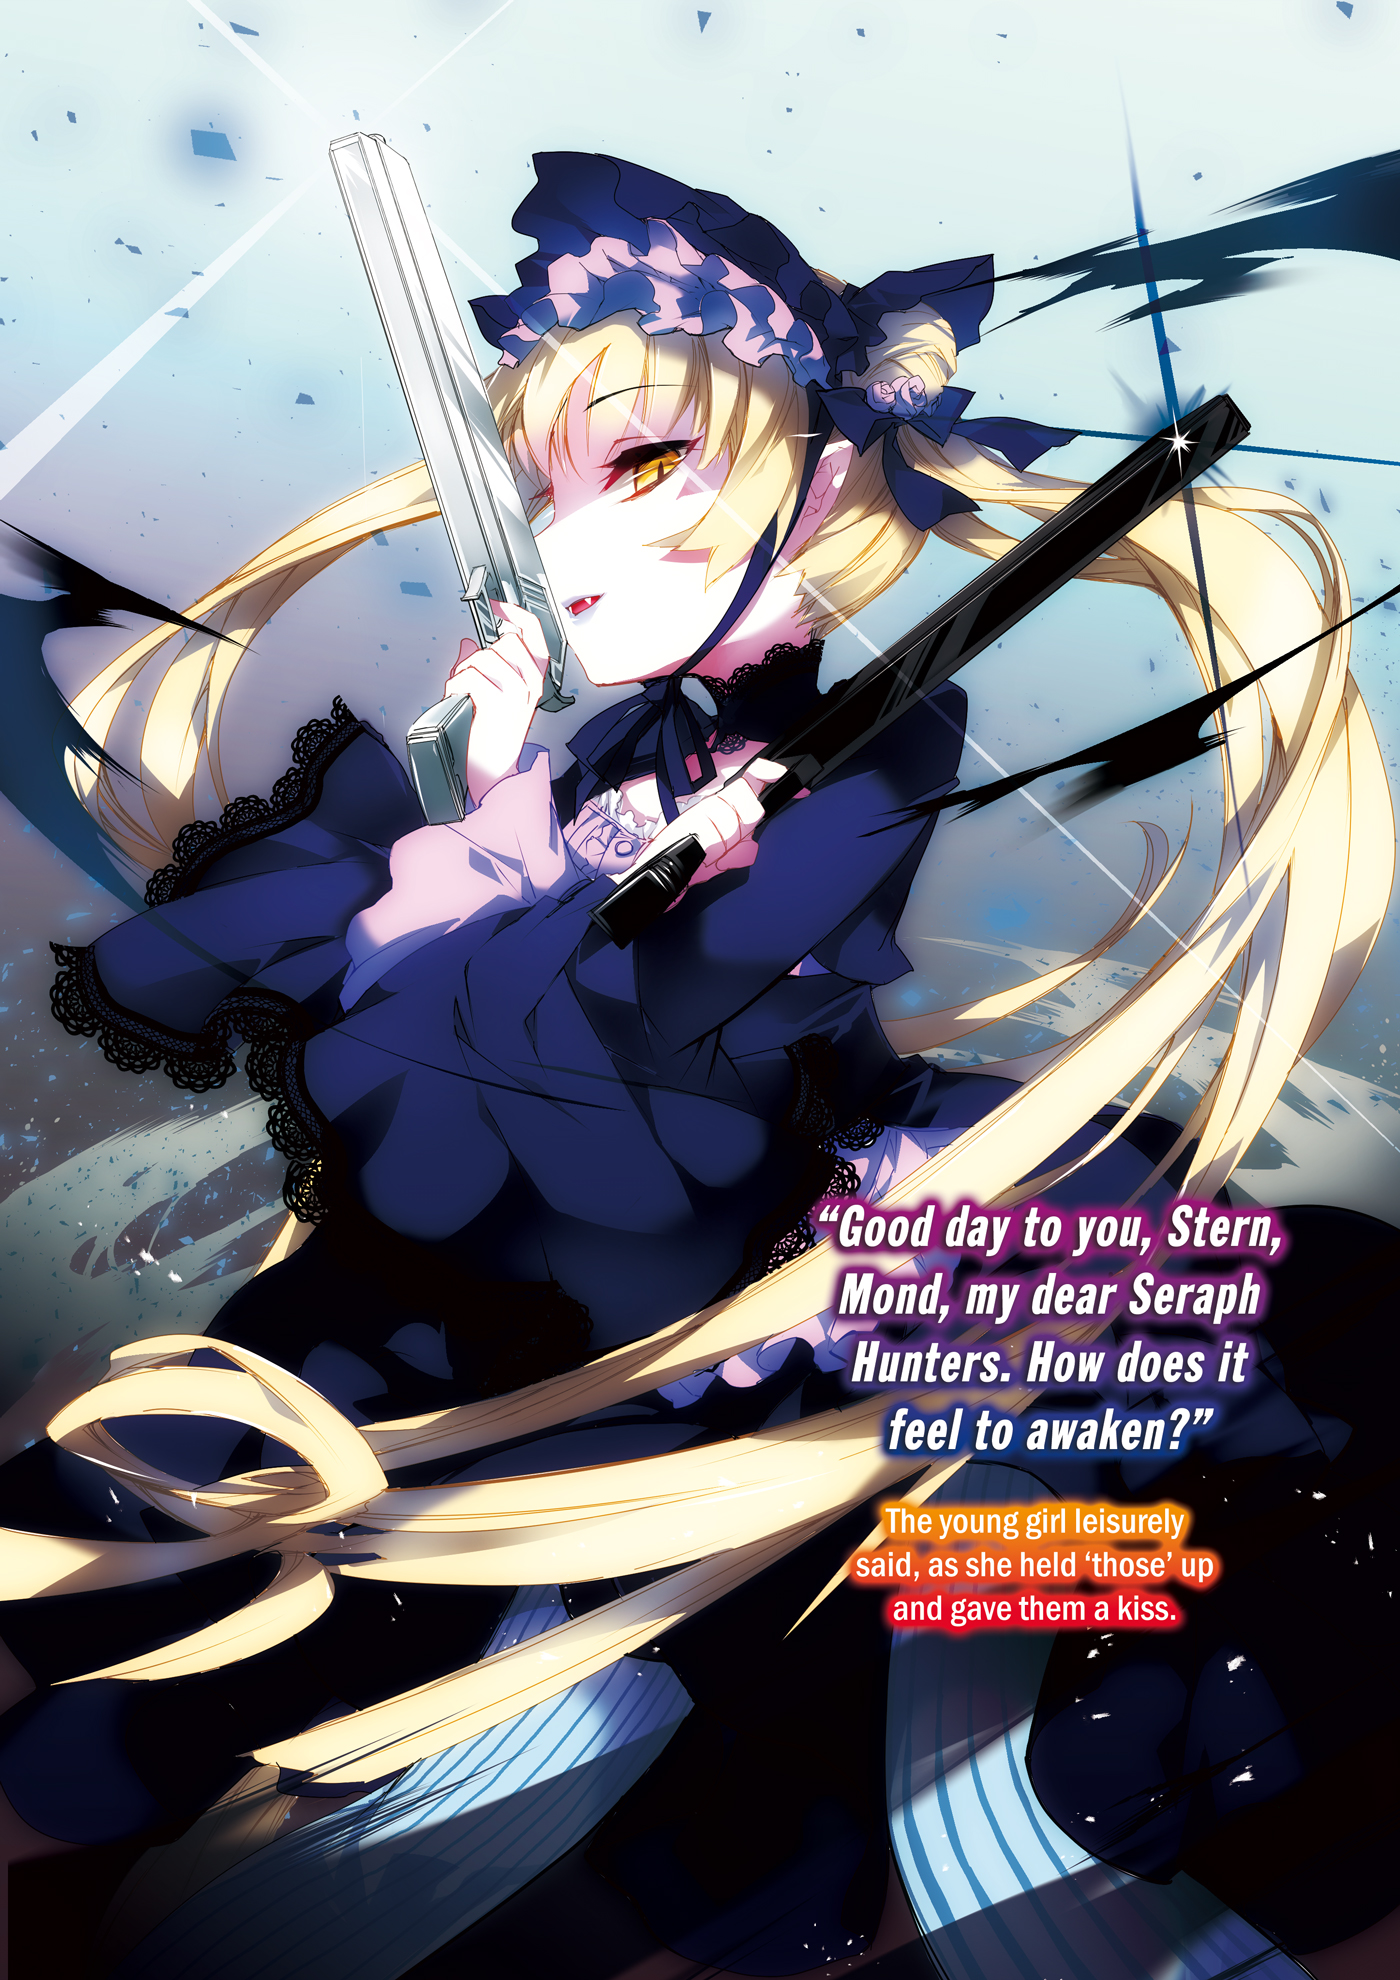 “Good day to you, Stern,
Mond, my dear Seraph
Hunters. How does it
feel to awaken?”
The young girl leisurely
said, as she held ‘those’ up
and gave them a kiss.